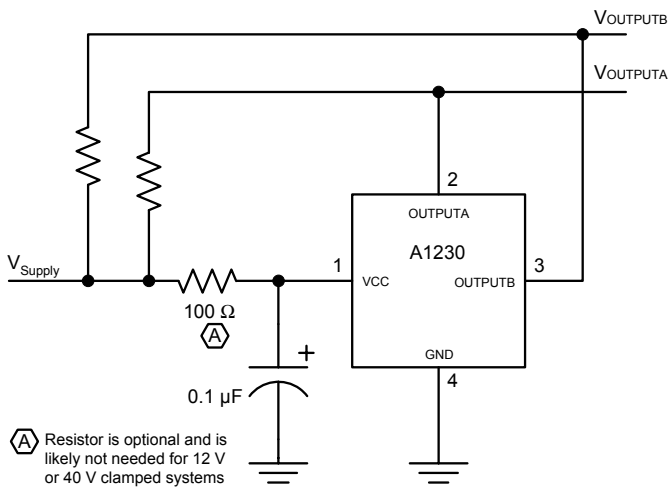 VOUTPUTB
VOUTPUTA
2
OUTPUTA
A1230
VSupply
1
VCC
OUTPUTB
3
100 Ω
A
GND
+
4
0.1 µF
A Resistor is optional and is
likely not needed for 12 V
or 40 V clamped systems